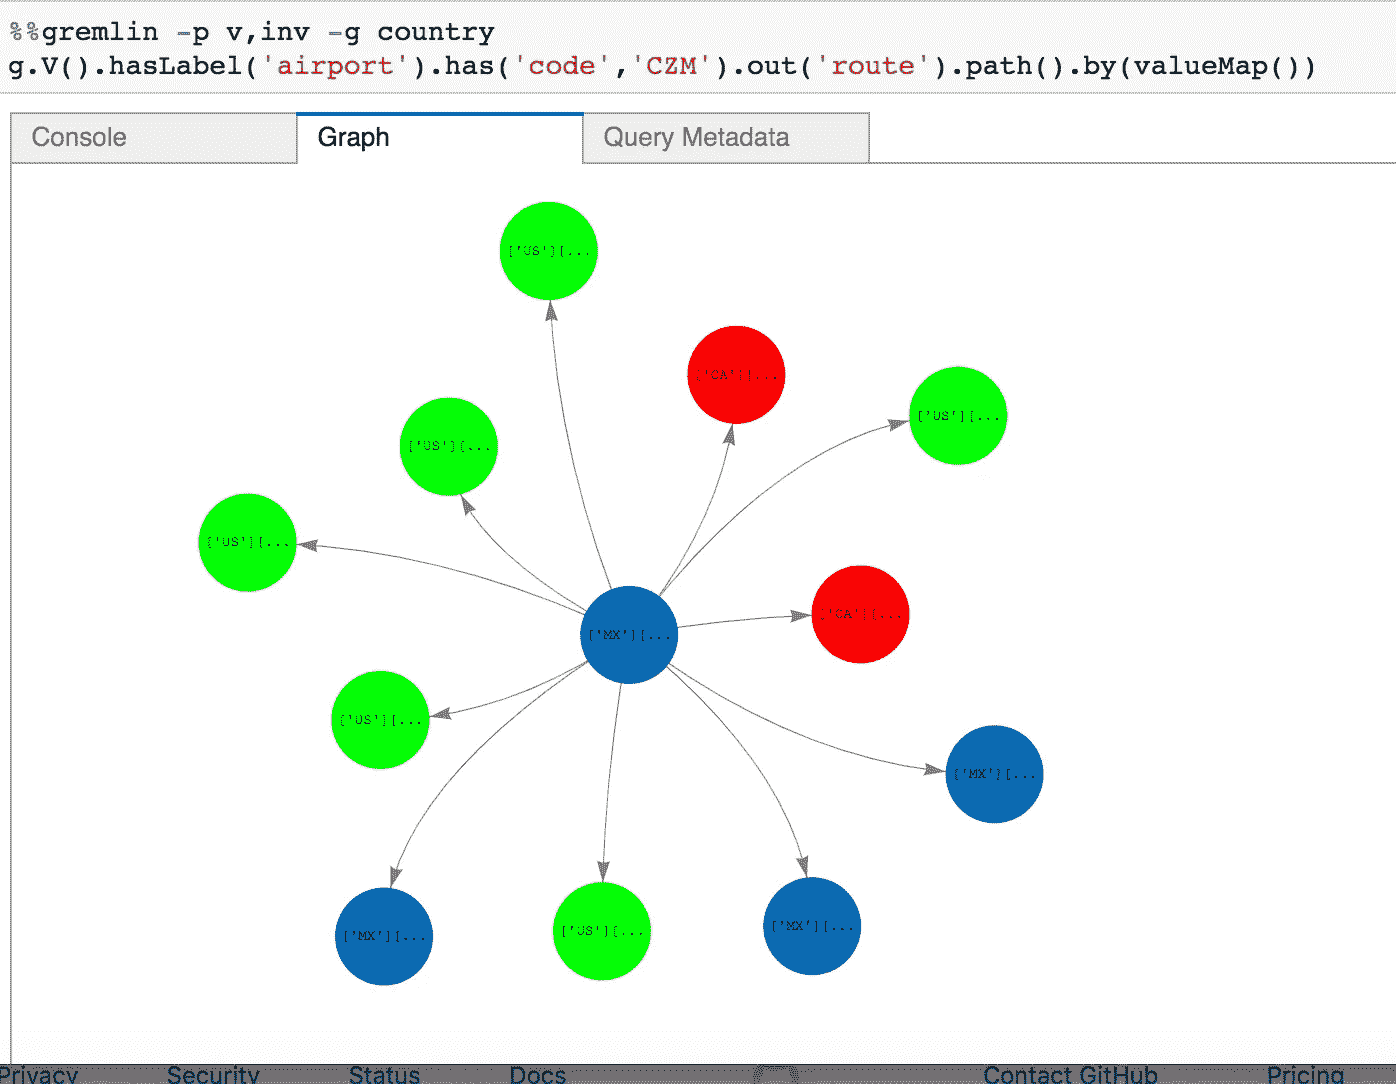 %%gremlin -p v,inv -g country
g.V().hasLabel('airport').has('code','CZM').out('route').path().by(valueMap())
Console
Graph
Query Metadata
['US'][...
['CA'][...
['US'][...
['US'][...
['US'][...
['CA'][...
['MX'][...
['US'][...
['MX'][...
['MX'][...
['US'][...
['MX'][...
Privacy
Security
Status
Docs
Contact GitHub
Pricing